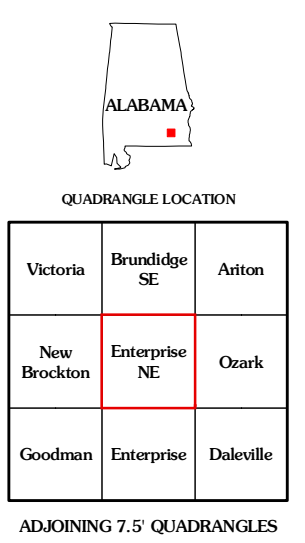 ALABAMA
QUADRANGLE LOCATION
Victoria
Brundidge
SE
Ariton
New
Brockton
Enterprise
NE
Ozark
Goodman
Enterprise
Daleville
ADJOINING 7.5' QUADRANGLES